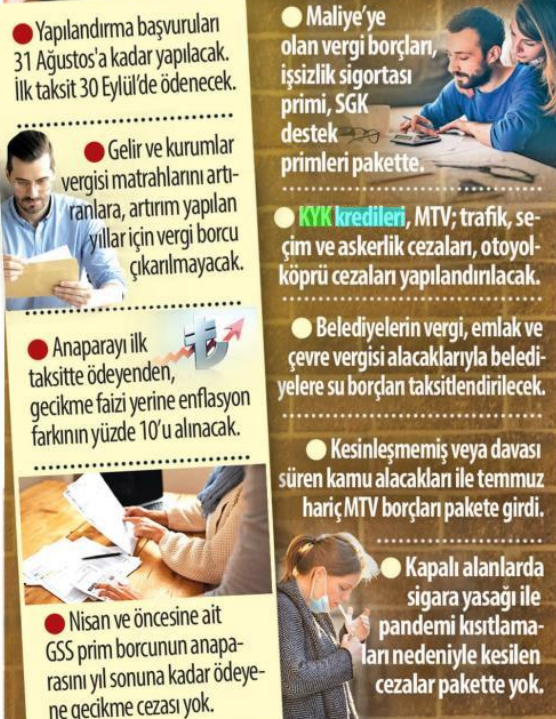 Yapılandırma başvuruları
31 Ağustos'a kadar yapılacak.
İlk taksit 30 Eylül'de ödenecek.
Gelir ve kurumlar
vergisi matrahlarını artı-
ranlara, artırım yapılan
yıllar için vergi borcu
çıkarılmayacak.
Anaparayı ilk
taksitte ödeyenden,
gecikme faizi yerine enflasyon
farkının yüzde 10'u alınacak.
Nisan ve öncesine ait
GSS prim borcunun anapa-
rasını yıl sonuna kadar ödeye-
ne gecikme cezası yok.
Maliye'ye
olan vergi borçları,
işsizlik sigortası
primi, SGK
destek
primleri pakette.
KYK kredileri, MTV; trafik, se-
çim ve askerlik cezaları, otoyol-
köprü cezaları yapılandırılacak.
Belediyelerin vergi, emlak ve
çevre vergisi alacaklarıyla beledi-
yelere su borçları taksitlendirilecek.
Kesinleşmemiş veya davası
süren kamu alacakları ile temmuz
hariç MTV borçları pakete girdi.
Kapalı alanlarda
sigara yasağı ile
pandemi kısıtlama-
ları nedeniyle kesilen
cezalar pakette yok.